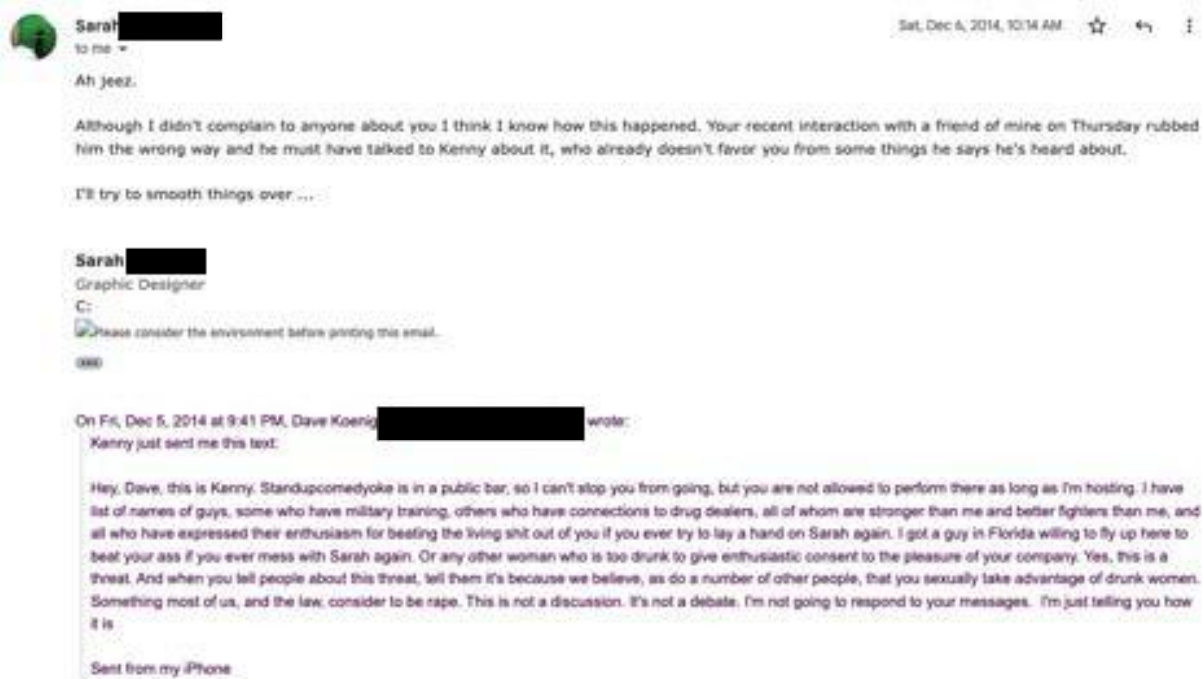 Sarah
Sat, Dec 6, 2014, 10:14 AM
to me
Ah jeez.
Although I didn't complain to anyone about you I think I know how this happened. Your recent interaction with a friend of mine on Thursday rubbed
him the wrong way and he must have talked to Kenny about it, who already doesn't favor you from some things he says he's heard about.
I'll try to smooth things over ...
Sarah
Graphic Designer
C:
Please consider the environment before printing this email.
On Fri, Dec 5, 2014 at 9:41 PM, Dave Koenig wrote:
Kenny just sent me this text:
Hey, Dave, this is Kenny. Standupcomedyoke is in a public bar, so I can't stop you from going, but you are not allowed to perform there as long as I'm hosting. I have
list of names of guys, some who have military training, others who have connections to drug dealers, all of whom are stronger than me and better fighters than me, and
all who have expressed their enthusiasm for beating the living shit out of you if you ever try to lay a hand on Sarah again. I got a guy in Florida willing to fly up here to
beat your ass if you ever mess with Sarah again. Or any other woman who is too drunk to give enthusiastic consent to the pleasure of your company. Yes, this is a
threat. And when you tell people about this threat, tell them it's because we believe, as do a number of other people, that you sexually take advantage of drunk women.
Something most of us, and the law, consider to be rape. This is not a discussion. It's not a debate. I'm not going to respond to your messages. I'm just telling you how
it is
Sent from my iPhone